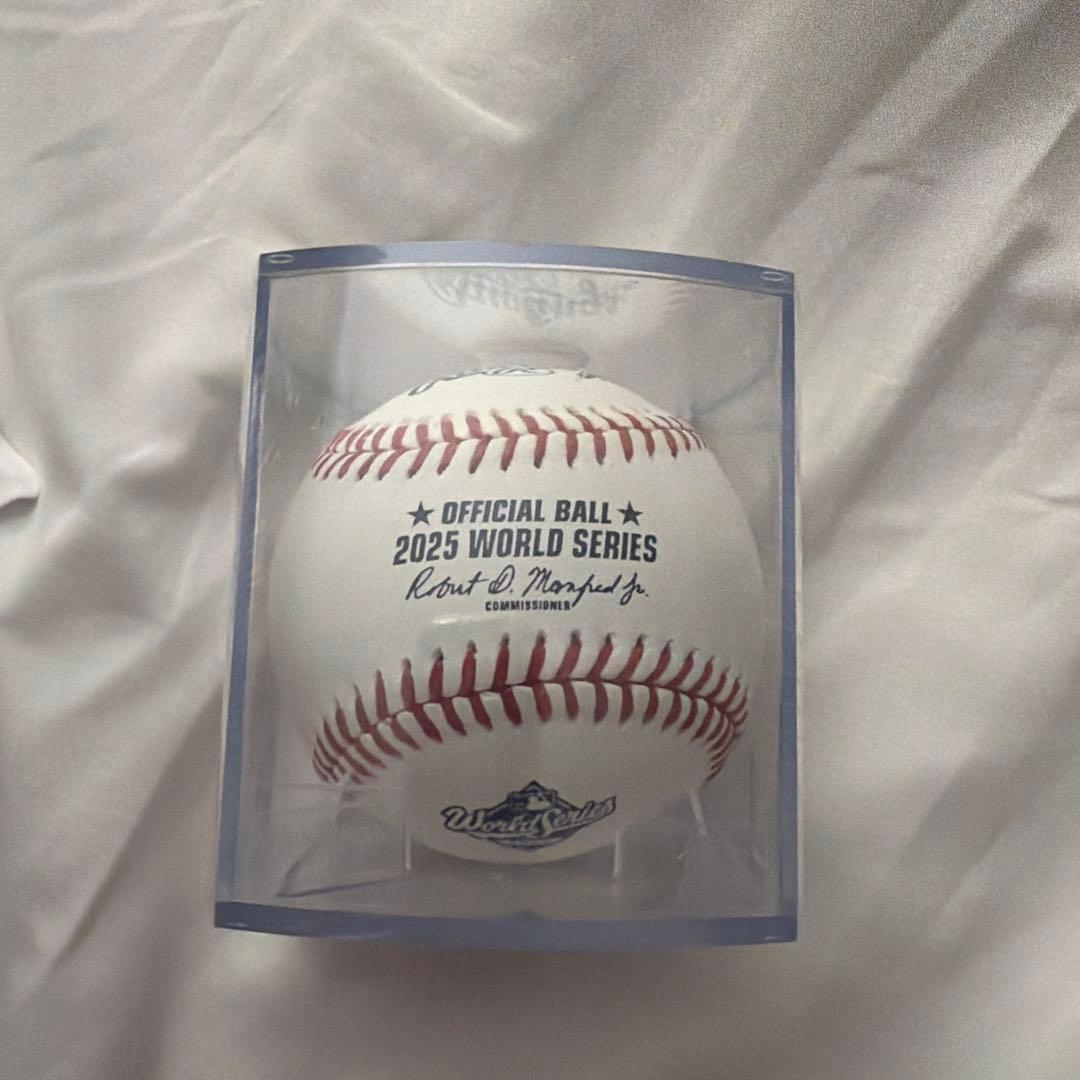 ★ OFFICIAL BALL ★
2025 WORLD SERIES
Robert D. Manfred Jr.
COMMISSIONER
World Series